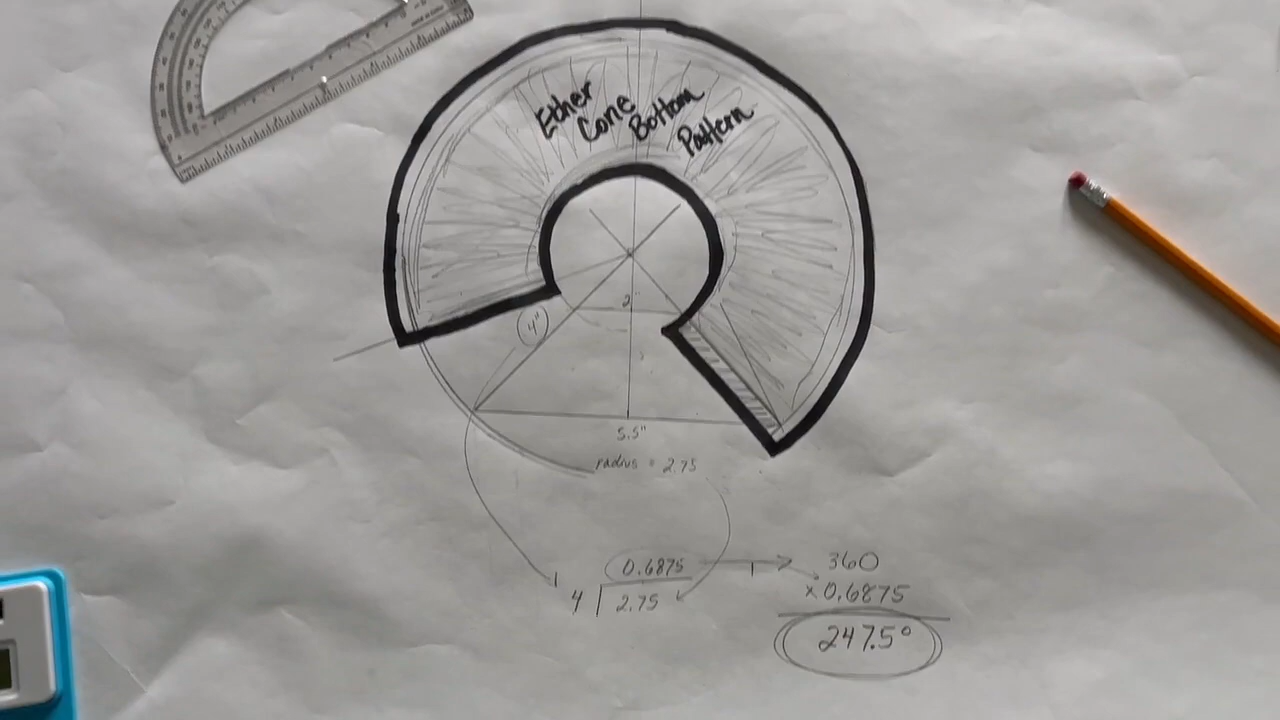 Ether
Cone
Bottom
Pattern
2"
4"
5.5"
radius = 2.75
0.6875
4 2.75
360
x 0.6875
247.5°